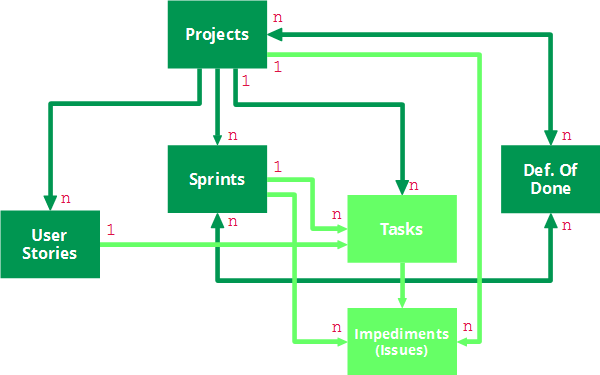 Projects
n
1
1
n
1
n
Sprints
n
n
Def. Of
Done
n
n
n
1
User
Stories
n
Tasks
n
n
Impediments
(Issues)